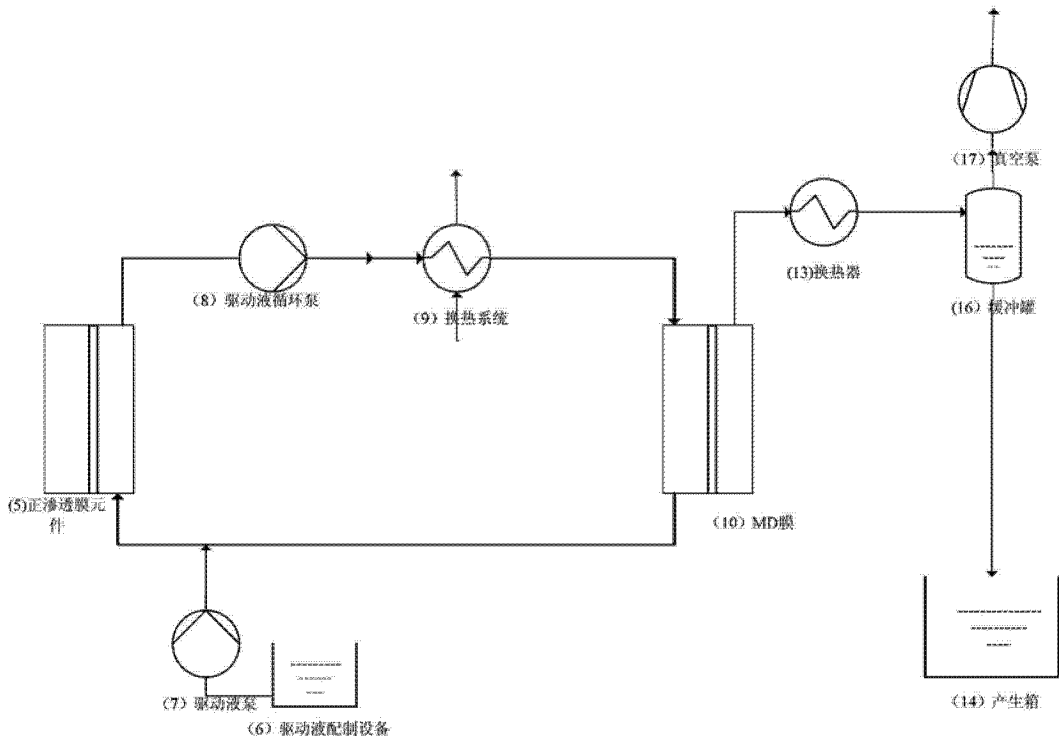 (17) 真空泵
(13)换热器
(8) 驱动液循环泵
(16) 缓冲罐
(9) 换热系统
(5)正渗透膜元
件
(10) MD膜
(7) 驱动液泵
(14) 产生箱
(6) 驱动液配制设备